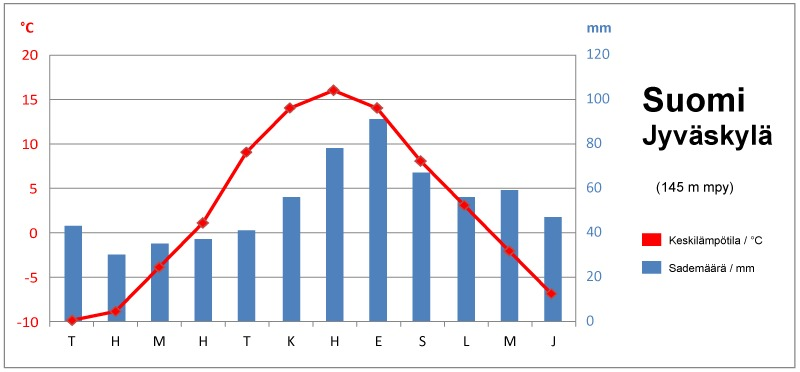 °C
mm
20
15
10
5
0
-5
-10
120
100
80
60
40
20
0
T H M H T K H E S L M J
Suomi
Jyväskylä
(145 m mpy)
Keskilämpötila / °C
Sademäärä / mm